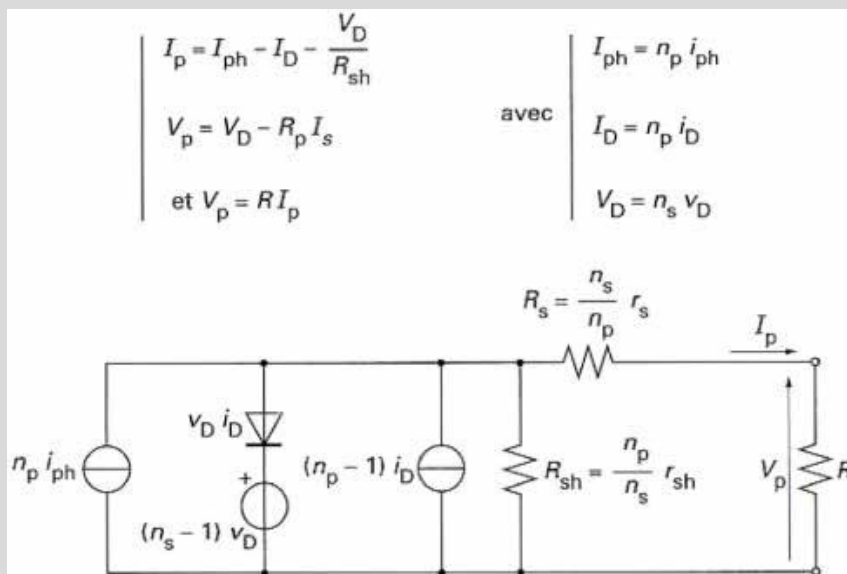 I_p = I_ph − I_D − V_D / R_sh
V_p = V_D − R_p I_s
et V_p = R I_p
avec
I_ph = n_p i_ph
I_D = n_p i_D
V_D = n_s v_D
R_s = n_s / n_p r_s
I_p
v_D i_D
n_p i_ph
+
(n_s − 1) v_D
(n_p − 1) i_D
R_sh = n_p / n_s r_sh
V_p
R